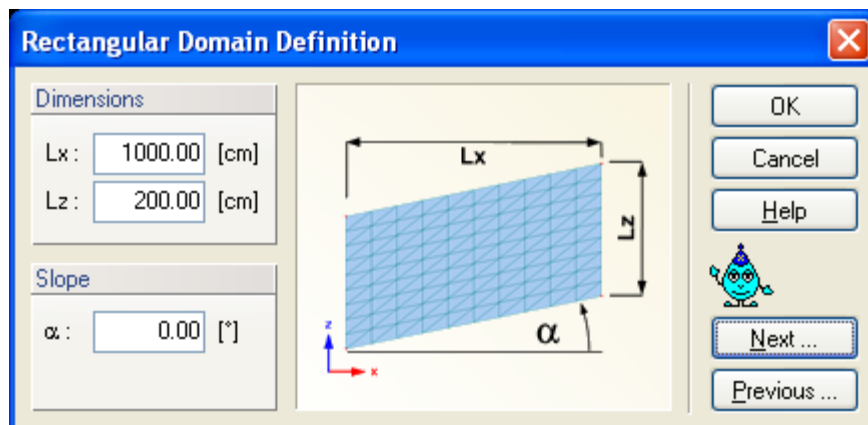 Rectangular Domain Definition
Dimensions
Lx : 1000.00 [cm]
Lz : 200.00 [cm]
Slope
α : 0.00 [°]
Lx
Lz
α
z
x
OK
Cancel
Help
Next ...
Previous ...